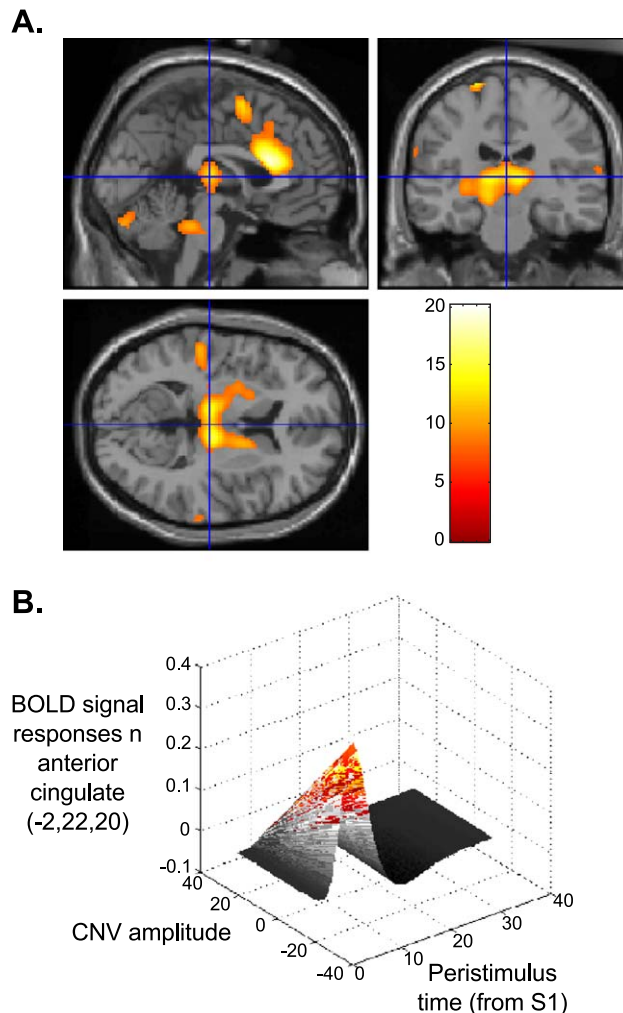 A.
20
15
10
5
0
B.
0.4
0.3
0.2
0.1
0
-0.1
BOLD signal
responses n
anterior
cingulate
(-2,22,20)
40
20
0
-20
-40
CNV amplitude
0
10
20
30
40
Peristimulus
time (from S1)